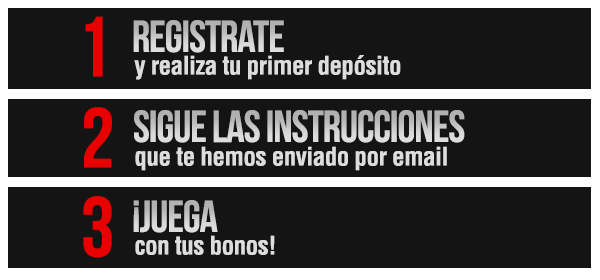 1 REGISTRATE
y realiza tu primer depósito
2 SIGUE LAS INSTRUCCIONES
que te hemos enviado por email
3 ¡JUEGA
con tus bonos!